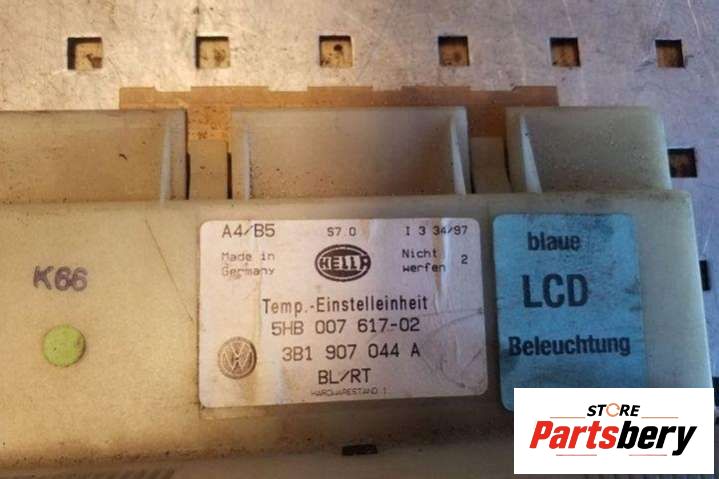 A4/B5 S7.0 I 3 34/97
Made in
Germany
HELLA
Nicht
werfen 2
Temp.-Einstelleinheit
5HB 007 617-02
3B1 907 044 A
BL/RT
HARDWARESTAND 1
VW
K66
blaue
LCD
Beleuchtung
STORE
Partsbery